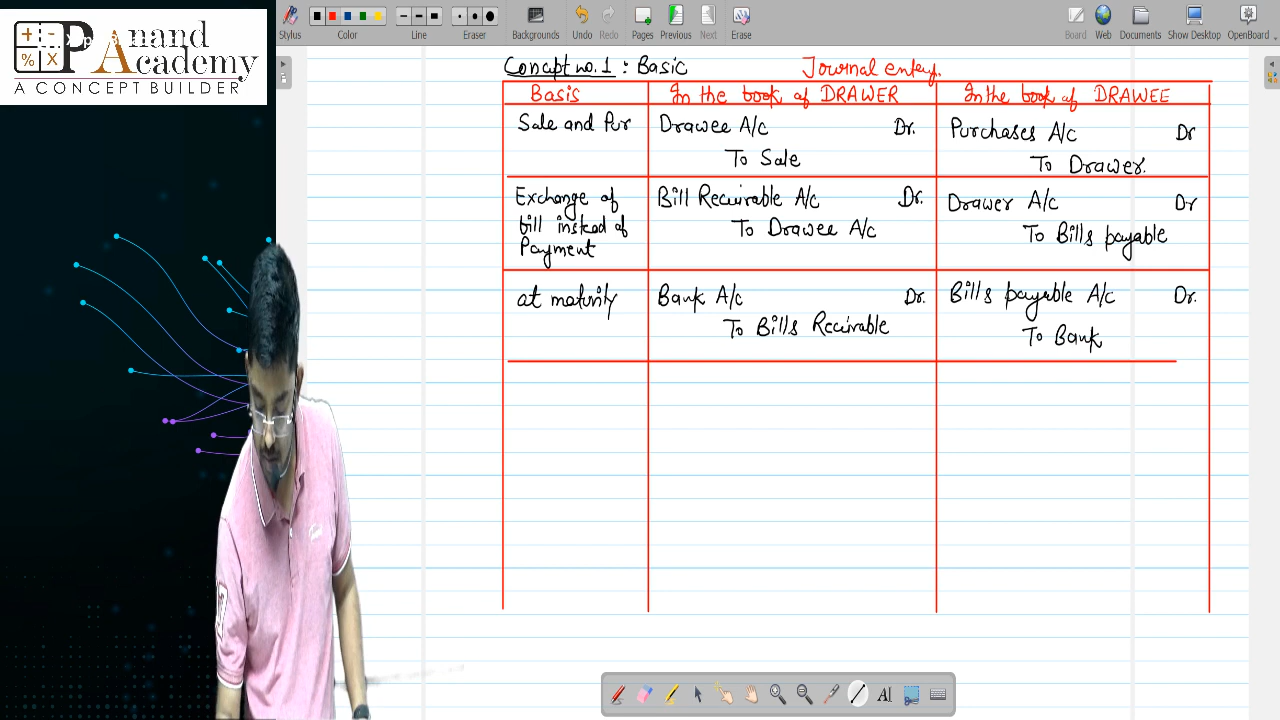 Anand
PAcademy
A CONCEPT BUILDER
Stylus
Color
Line
Eraser
Backgrounds
Undo
Redo
Pages
Previous
Next
Erase
Board
Web
Documents
Show Desktop
OpenBoard
Concept no. 1 : Basic
Journal entry.
Basis
In the book of DRAWER
In the book of DRAWEE
Sale and Pur
Drawee A/c Dr.
To Sale
Purchases A/c Dr
To Drawer.
Exchange of
bill instead of
Payment
Bill Receivable A/c Dr.
To Drawee A/c
Drawer A/c Dr
To Bills payable
at maturity
Bank A/c Dr.
To Bills Receivable
Bills payable A/c Dr.
To Bank